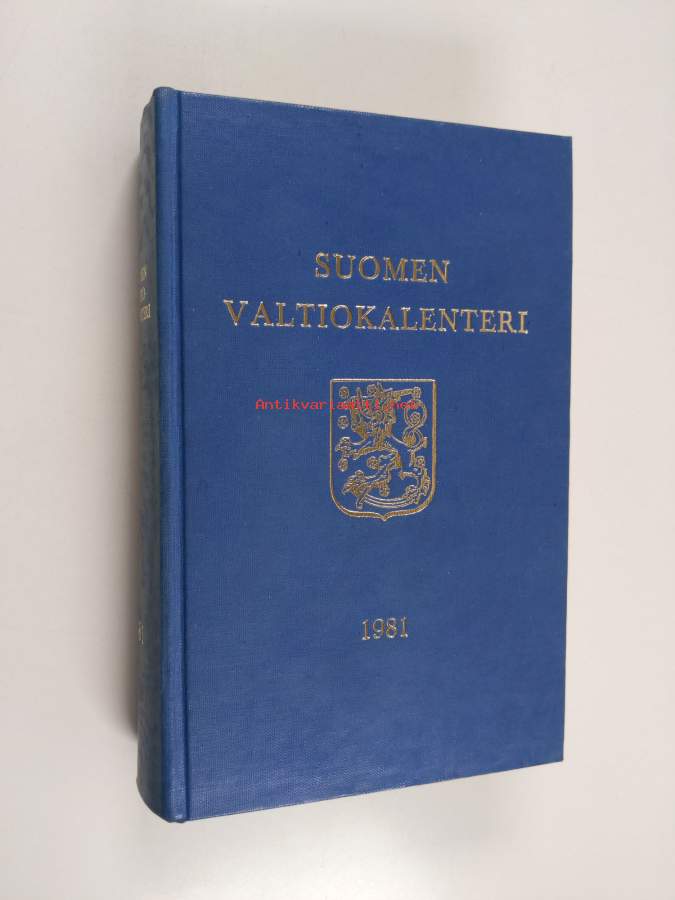 SUOMEN
VALTIOKALENTERI
Antikvariaatti.net
1981